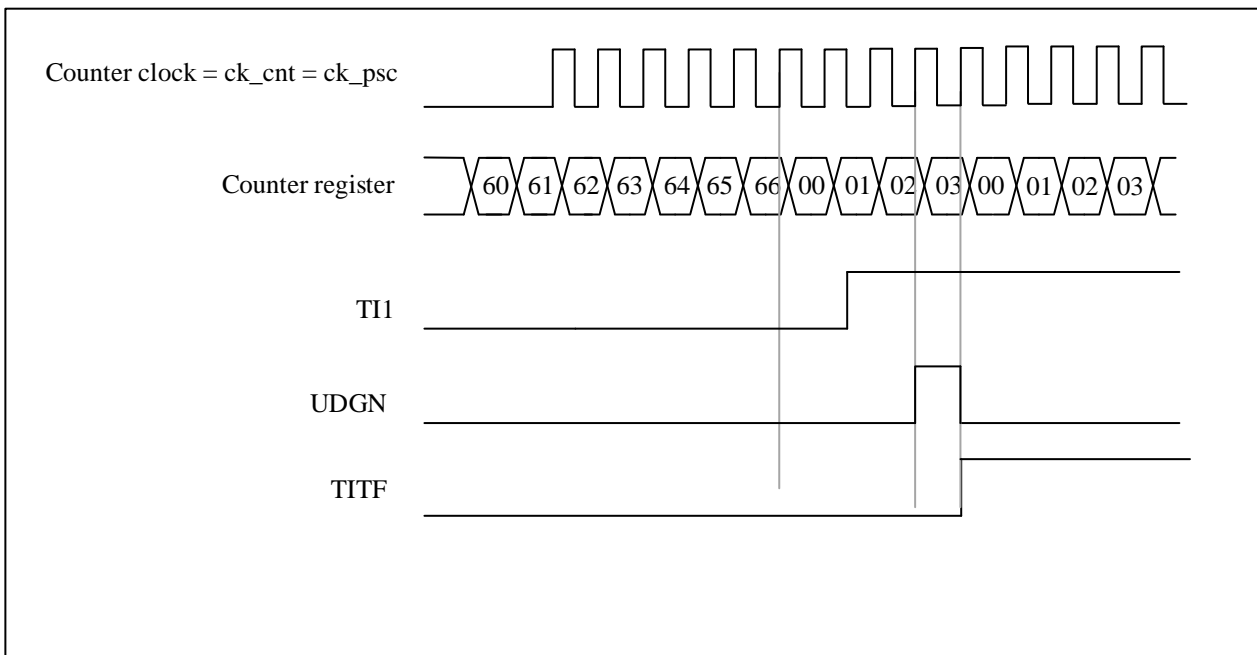 Counter clock = ck_cnt = ck_psc
Counter register 60 61 62 63 64 65 66 00 01 02 03 00 01 02 03
TI1
UDGN
TITF